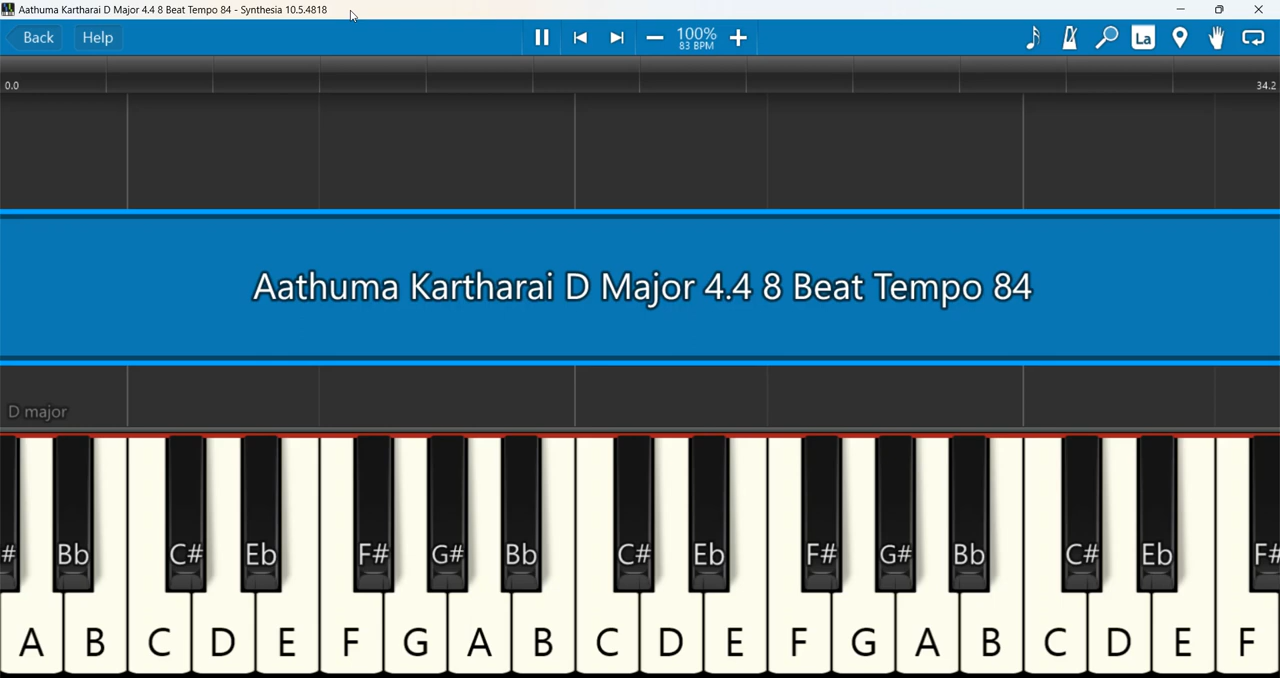 Aathuma Kartharai D Major 4.4 8 Beat Tempo 84 - Synthesia 10.5.4818
Back Help 100% La
83 BPM
0.0 34.2
Aathuma Kartharai D Major 4.4 8 Beat Tempo 84
D major
# Bb C# Eb F# G# Bb C# Eb F# G# Bb C# Eb F#
A B C D E F G A B C D E F G A B C D E F